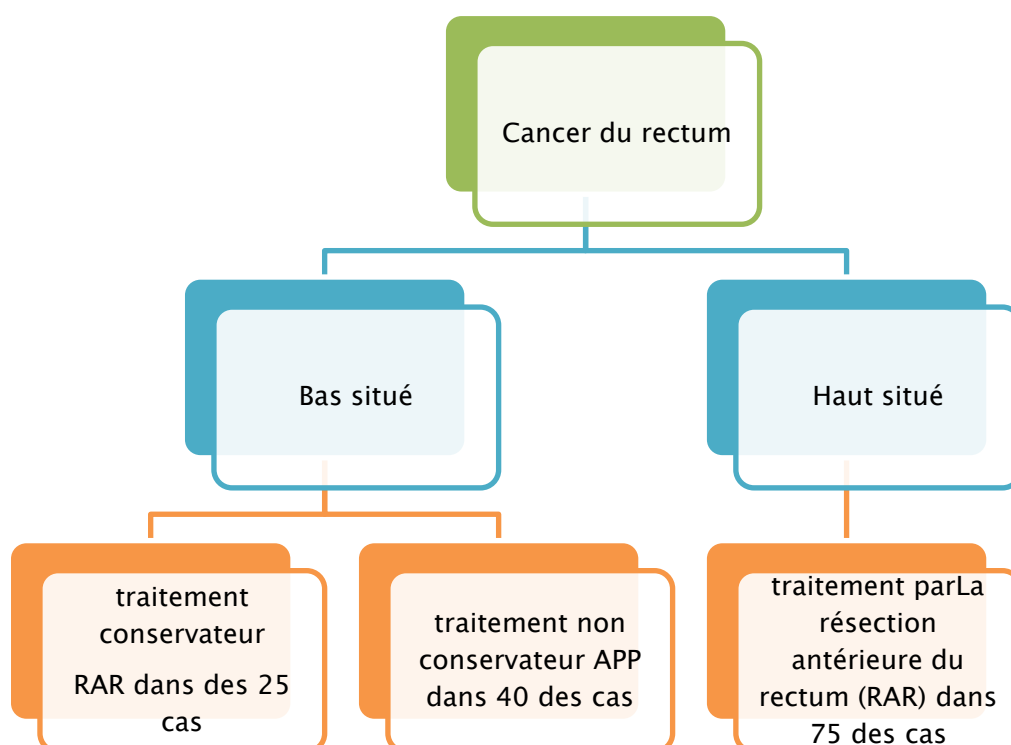 Cancer du rectum
Bas situé
Haut situé
traitement
conservateur
RAR dans des 25
cas
traitement non
conservateur APP
dans 40 des cas
traitement parLa
résection
antérieure du
rectum (RAR) dans
75 des cas